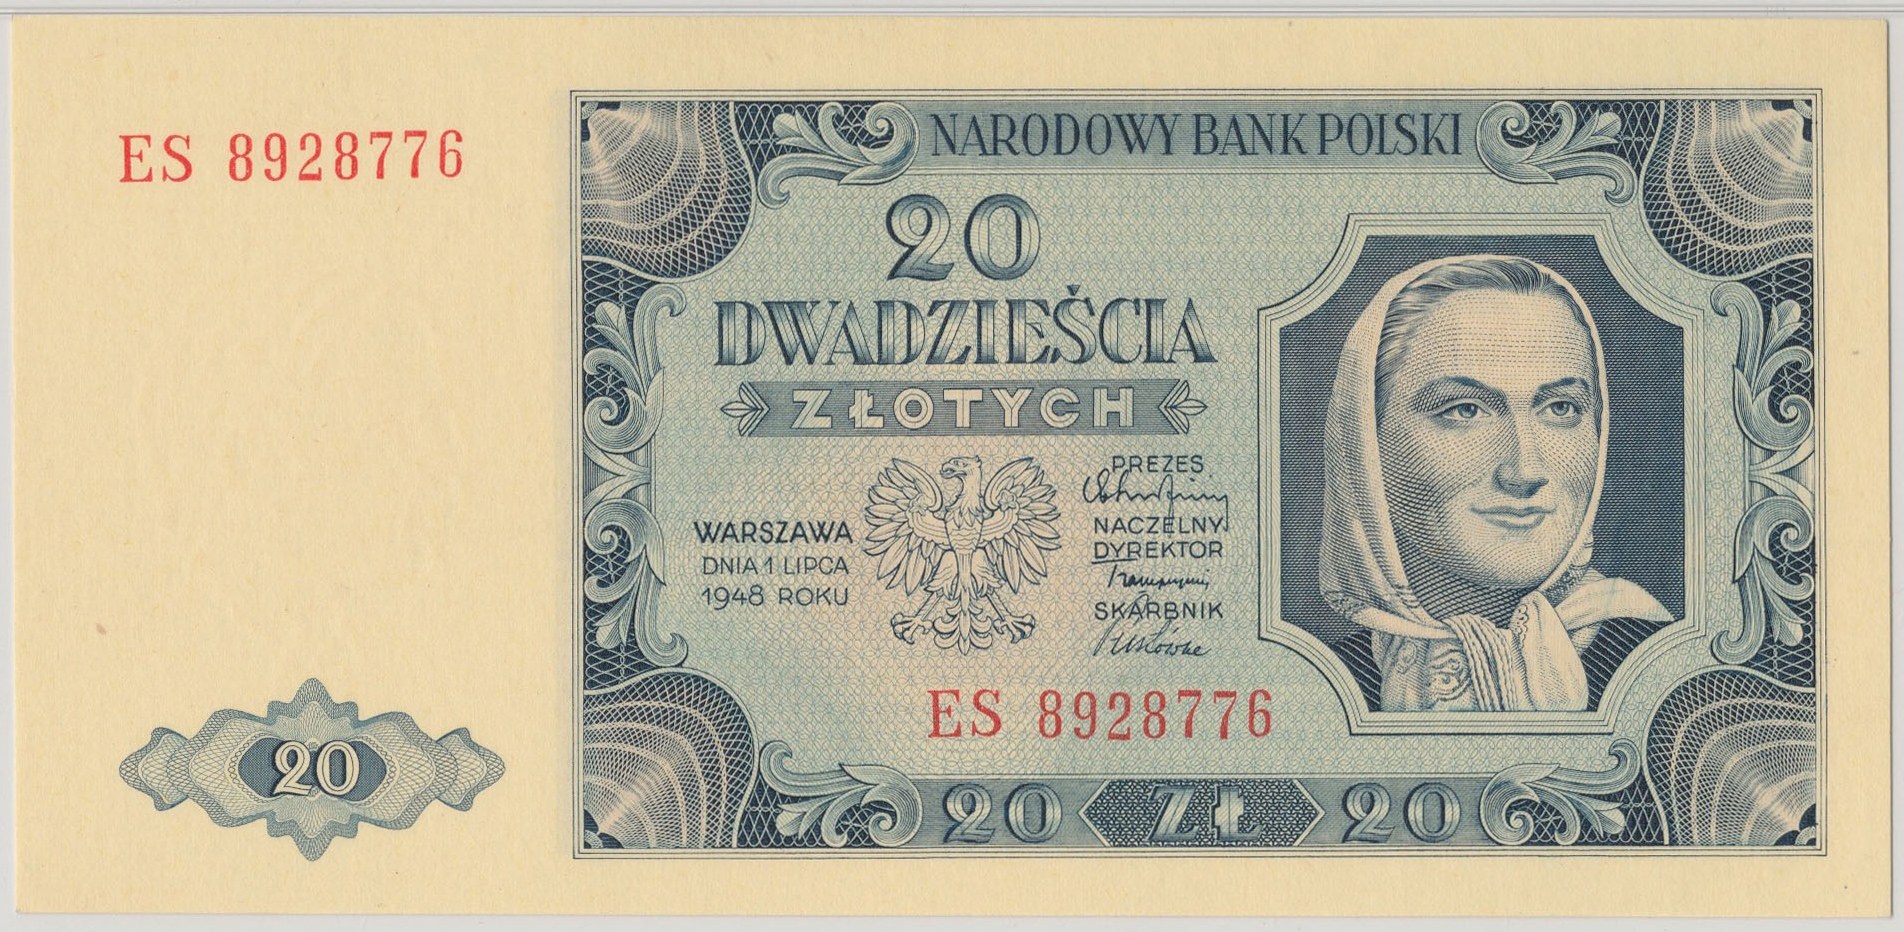 ES 8928776
NARODOWY BANK POLSKI
20
DWADZIEŚCIA
ZŁOTYCH
WARSZAWA
DNIA 1 LIPCA
1948 ROKU
PREZES
NACZELNY
DYREKTOR
SKARBNIK
ES 8928776
20
20 ZŁ 20